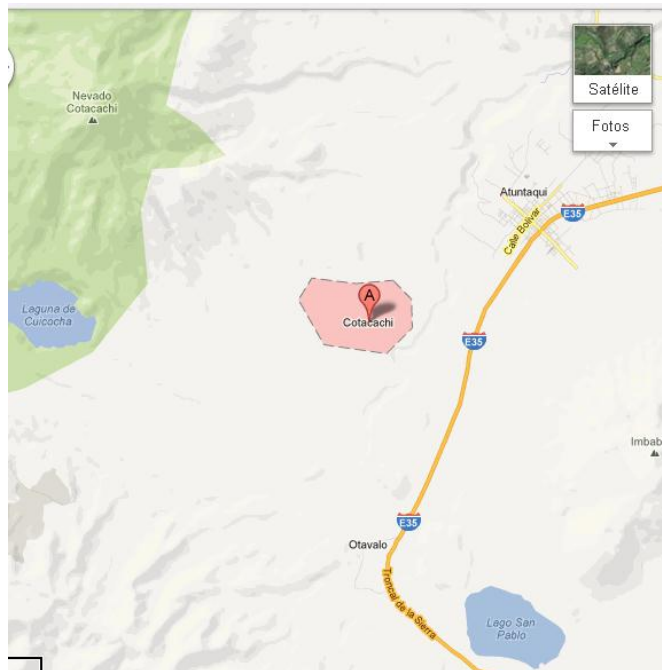 Satélite
Fotos
Nevado
Cotacachi
Atuntaqui
E35
Calle Bolivar
Laguna de
Cuicocha
A
Cotacachi
E35
Imbab
E35
Otavalo
Troncal de la Sierra
Lago San
Pablo